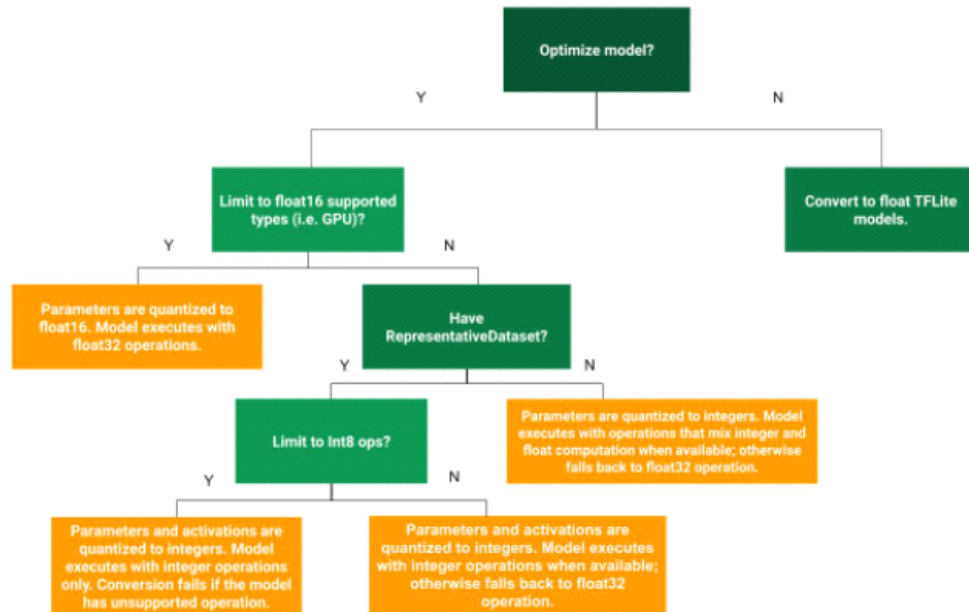 Optimize model?
Y
N
Limit to float16 supported
types (i.e. GPU)?
Convert to float TFLite
models.
Y
N
Parameters are quantized to
float16. Model executes with
float32 operations.
Have
RepresentativeDataset?
Y
N
Limit to Int8 ops?
Parameters are quantized to integers. Model
executes with operations that mix integer and
float computation when available; otherwise
falls back to float32 operation.
Y
N
Parameters and activations are
quantized to integers. Model
executes with integer operations
only. Conversion fails if the model
has unsupported operation.
Parameters and activations are
quantized to integers. Model executes
with integer operations when available;
otherwise falls back to float32
operation.